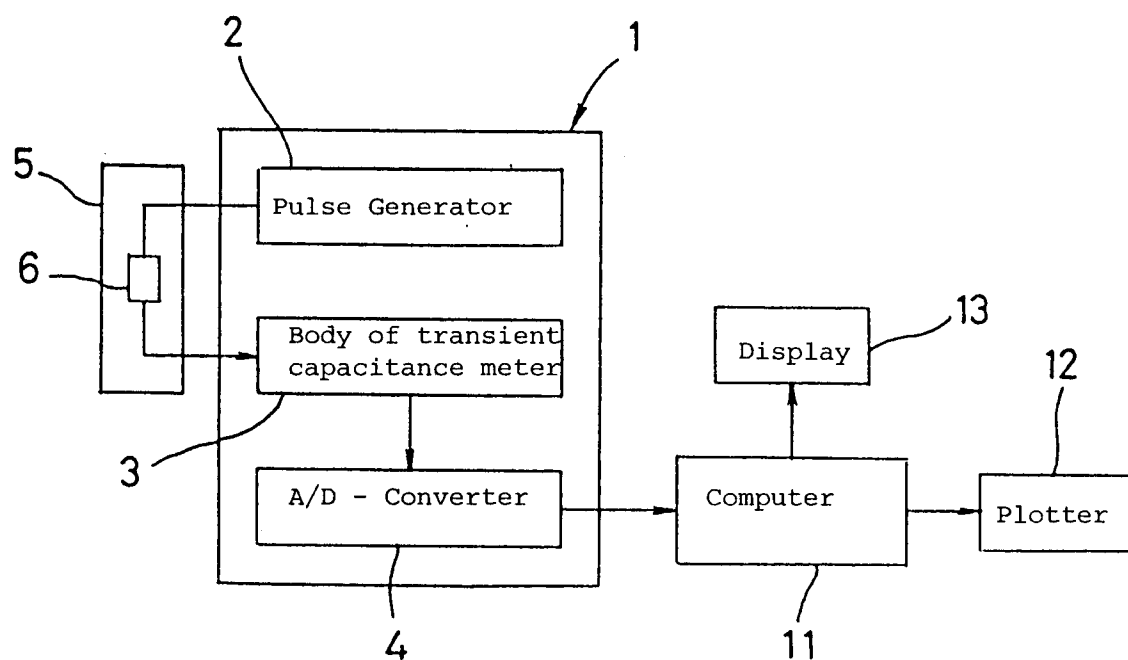 1
2
5
Pulse Generator
6
Body of transient
capacitance meter
13
Display
12
3
A/D - Converter
Computer
Plotter
4
11